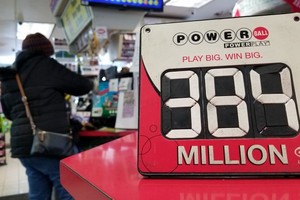 POWERBALL
POWERPLAY
PLAY BIG. WIN BIG.
384
MILLION